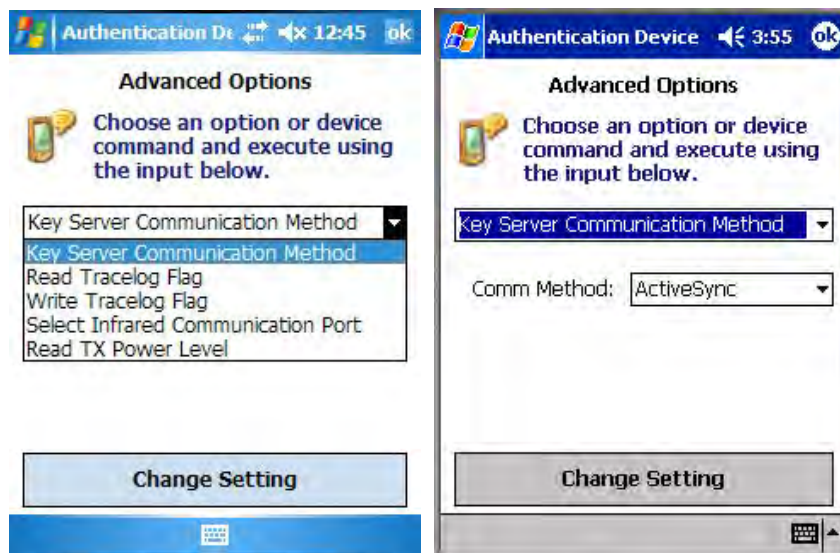 Authentication De 12:45 ok
Advanced Options
Choose an option or device
command and execute using
the input below.
Key Server Communication Method
Key Server Communication Method
Read Tracelog Flag
Write Tracelog Flag
Select Infrared Communication Port
Read TX Power Level
Change Setting
Authentication Device 3:55 ok
Advanced Options
Choose an option or device
command and execute using
the input below.
Key Server Communication Method
Comm Method: ActiveSync
Change Setting